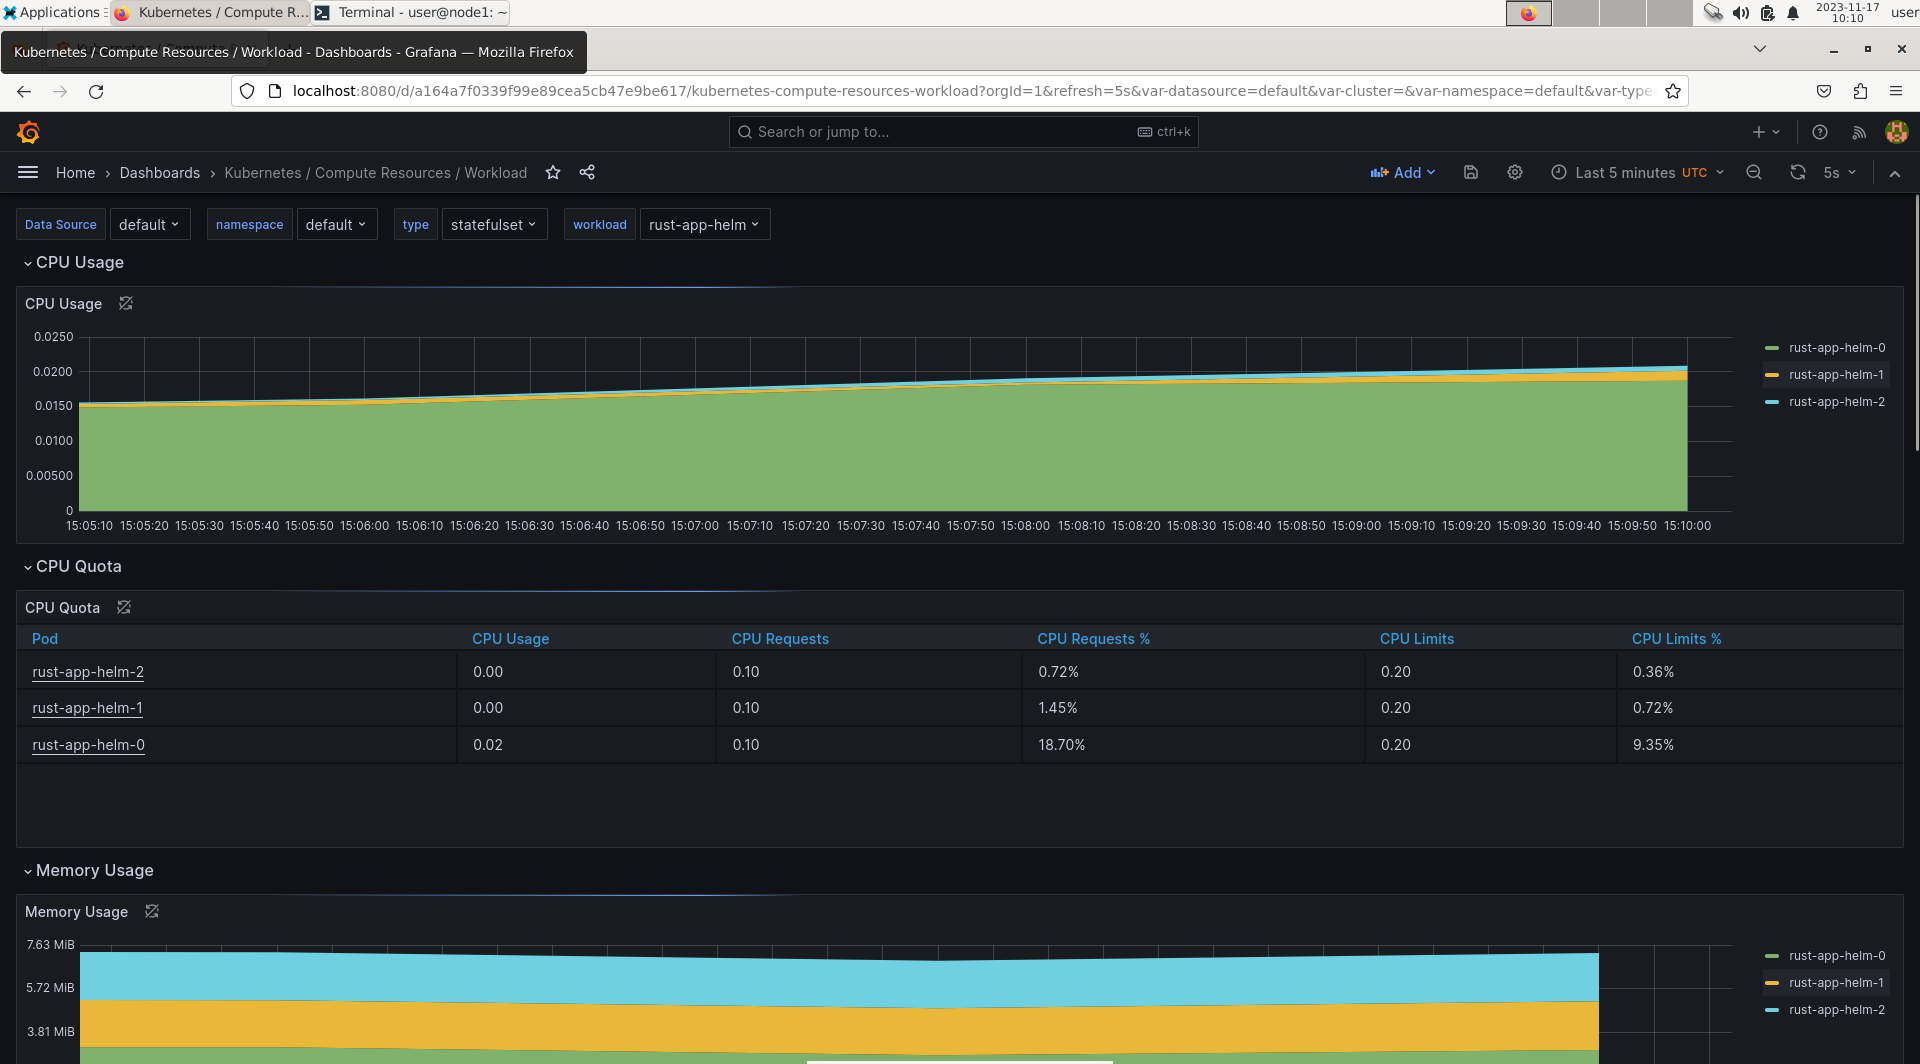 Applications
Kubernetes / Compute R...
Terminal - user@node1: ~
2023-11-17
10:10
user
Kubernetes / Compute Resources / Workload - Dashboards - Grafana — Mozilla Firefox
localhost:8080/d/a164a7f0339f99e89cea5cb47e9be617/kubernetes-compute-resources-workload?orgId=1&refresh=5s&var-datasource=default&var-cluster=&var-namespace=default&var-type=
Search or jump to...
ctrl+k
Home › Dashboards › Kubernetes / Compute Resources / Workload
Add
Last 5 minutes UTC
5s
Data Source default namespace default type statefulset workload rust-app-helm
CPU Usage
CPU Usage
0.0250
0.0200
0.0150
0.0100
0.00500
0
15:05:10 15:05:20 15:05:30 15:05:40 15:05:50 15:06:00 15:06:10 15:06:20 15:06:30 15:06:40 15:06:50 15:07:00 15:07:10 15:07:20 15:07:30 15:07:40 15:07:50 15:08:00 15:08:10 15:08:20 15:08:30 15:08:40 15:08:50 15:09:00 15:09:10 15:09:20 15:09:30 15:09:40 15:09:50 15:10:00
rust-app-helm-0
rust-app-helm-1
rust-app-helm-2
CPU Quota
CPU Quota
Pod CPU Usage CPU Requests CPU Requests % CPU Limits CPU Limits %
rust-app-helm-2 0.00 0.10 0.72% 0.20 0.36%
rust-app-helm-1 0.00 0.10 1.45% 0.20 0.72%
rust-app-helm-0 0.02 0.10 18.70% 0.20 9.35%
Memory Usage
Memory Usage
7.63 MiB
5.72 MiB
3.81 MiB
rust-app-helm-0
rust-app-helm-1
rust-app-helm-2